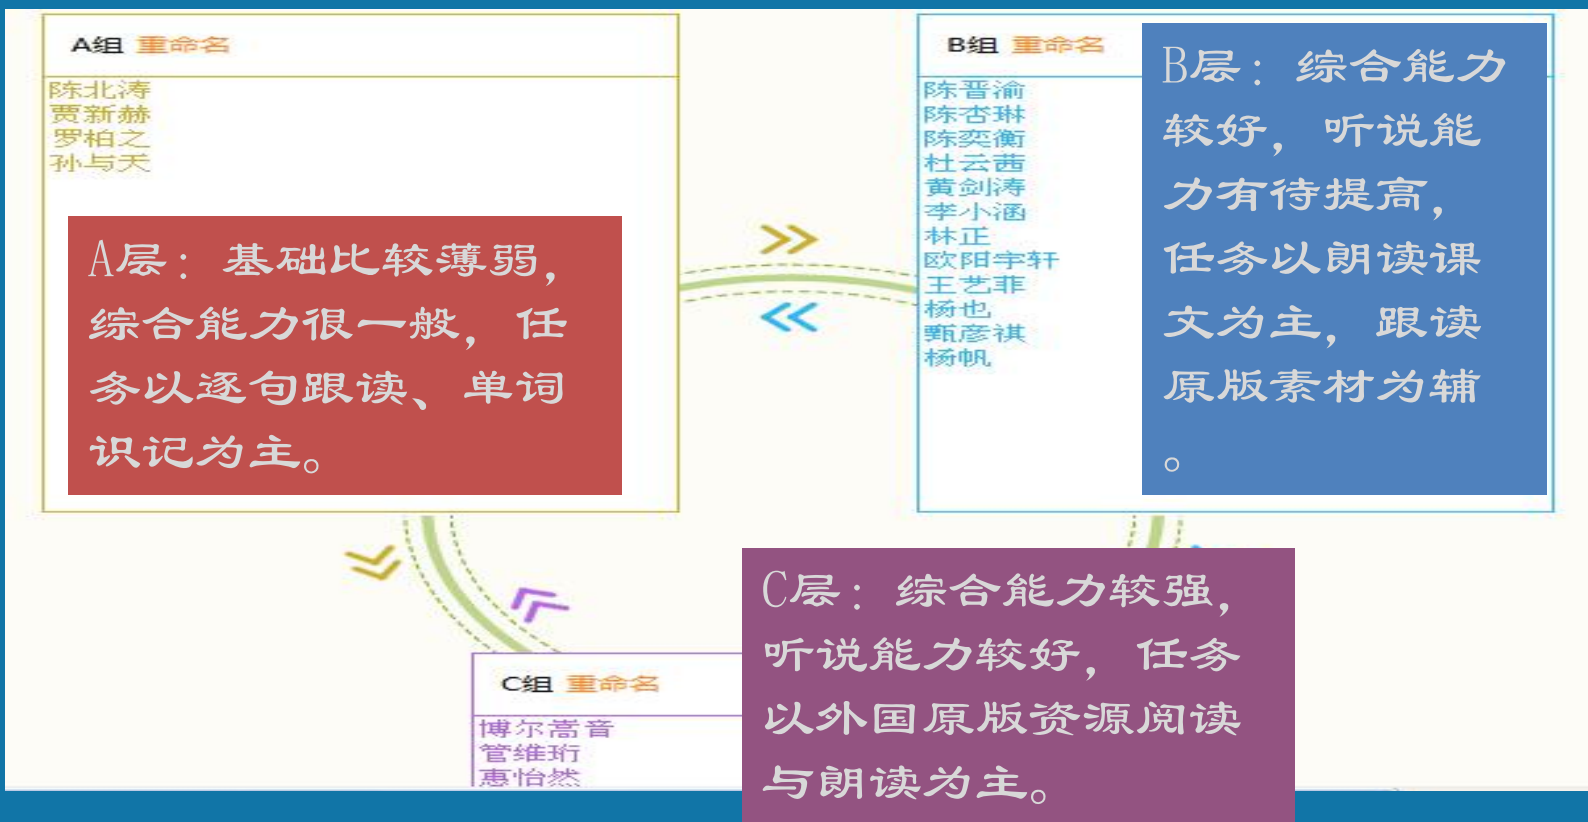 A组 重命名
陈北涛
贾新赫
罗柏之
孙与天
A层：基础比较薄弱，
综合能力很一般，任
务以逐句跟读、单词
识记为主。
B组 重命名
陈晋渝
陈杏琳
陈奕衡
杜云茜
黄剑涛
李小涵
林正
欧阳宇轩
王艺菲
杨也
甄彦祺
杨帆
B层：综合能力
较好，听说能
力有待提高，
任务以朗读课
文为主，跟读
原版素材为辅
。
C组 重命名
博尔嵩音
管维珩
惠怡然
C层：综合能力较强，
听说能力较好，任务
以外国原版资源阅读
与朗读为主。